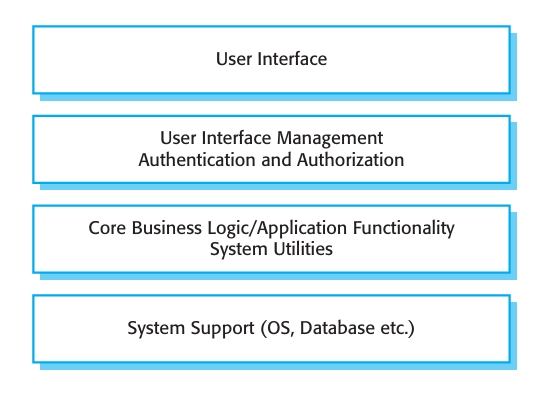 User Interface
User Interface Management
Authentication and Authorization
Core Business Logic/Application Functionality
System Utilities
System Support (OS, Database etc.)